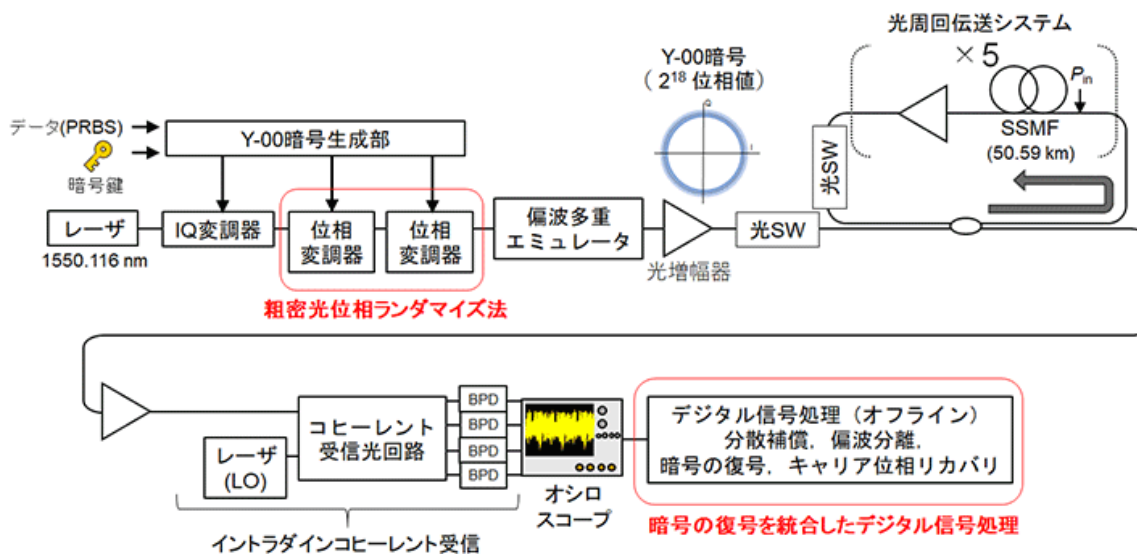 光周回伝送システム
×5
Pin
SSMF
(50.59 km)
光SW
Y-00暗号
(218 位相値)
データ(PRBS)
暗号鍵
Y-00暗号生成部
レーザ
1550.116 nm
IQ変調器
位相
変調器
位相
変調器
粗密光位相ランダマイズ法
偏波多重
エミュレータ
光増幅器
光SW
レーザ
(LO)
コヒーレント
受信光回路
BPD
BPD
BPD
BPD
オシロ
スコープ
イントラダインコヒーレント受信
デジタル信号処理（オフライン）
分散補償，偏波分離，
暗号の復号，キャリア位相リカバリ
暗号の復号を統合したデジタル信号処理